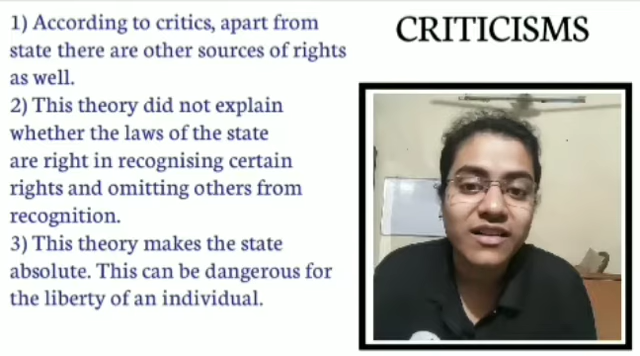 CRITICISMS
1) According to critics, apart from
state there are other sources of rights
as well.
2) This theory did not explain
whether the laws of the state
are right in recognising certain
rights and omitting others from
recognition.
3) This theory makes the state
absolute. This can be dangerous for
the liberty of an individual.